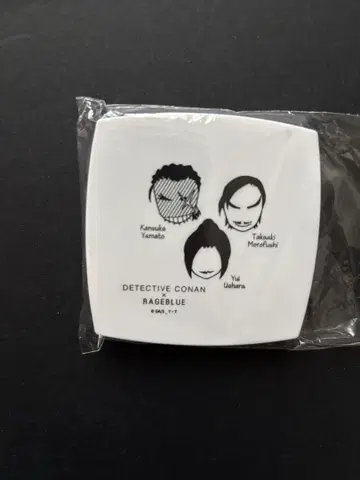 Kansuke
Yamato
Takaaki
Morofushi
Yui
Uehara
DETECTIVE CONAN
×
RAGEBLUE